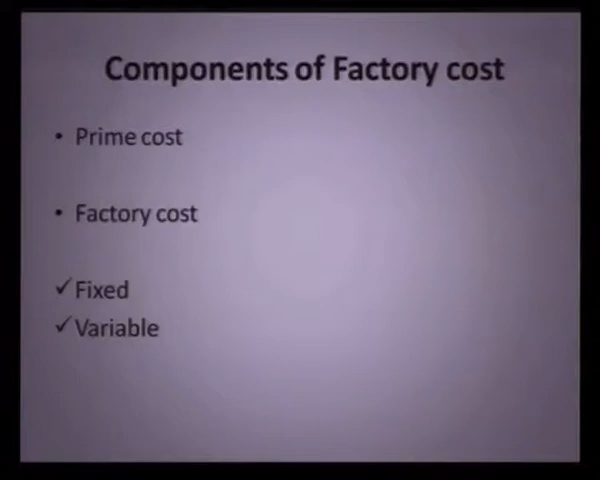 Components of Factory cost
• Prime cost
• Factory cost
✓ Fixed
✓ Variable